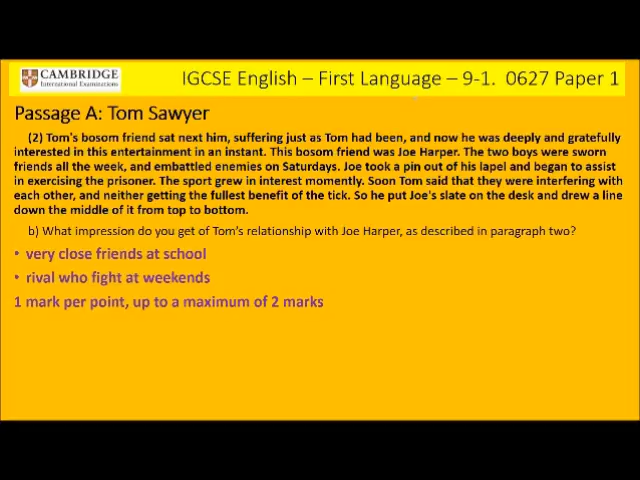 CAMBRIDGE
International Examinations
IGCSE English – First Language – 9-1. 0627 Paper 1
Passage A: Tom Sawyer
(2) Tom's bosom friend sat next him, suffering just as Tom had been, and now he was deeply and gratefully
interested in this entertainment in an instant. This bosom friend was Joe Harper. The two boys were sworn
friends all the week, and embattled enemies on Saturdays. Joe took a pin out of his lapel and began to assist
in exercising the prisoner. The sport grew in interest momently. Soon Tom said that they were interfering with
each other, and neither getting the fullest benefit of the tick. So he put Joe's slate on the desk and drew a line
down the middle of it from top to bottom.
b) What impression do you get of Tom's relationship with Joe Harper, as described in paragraph two?
• very close friends at school
• rival who fight at weekends
1 mark per point, up to a maximum of 2 marks